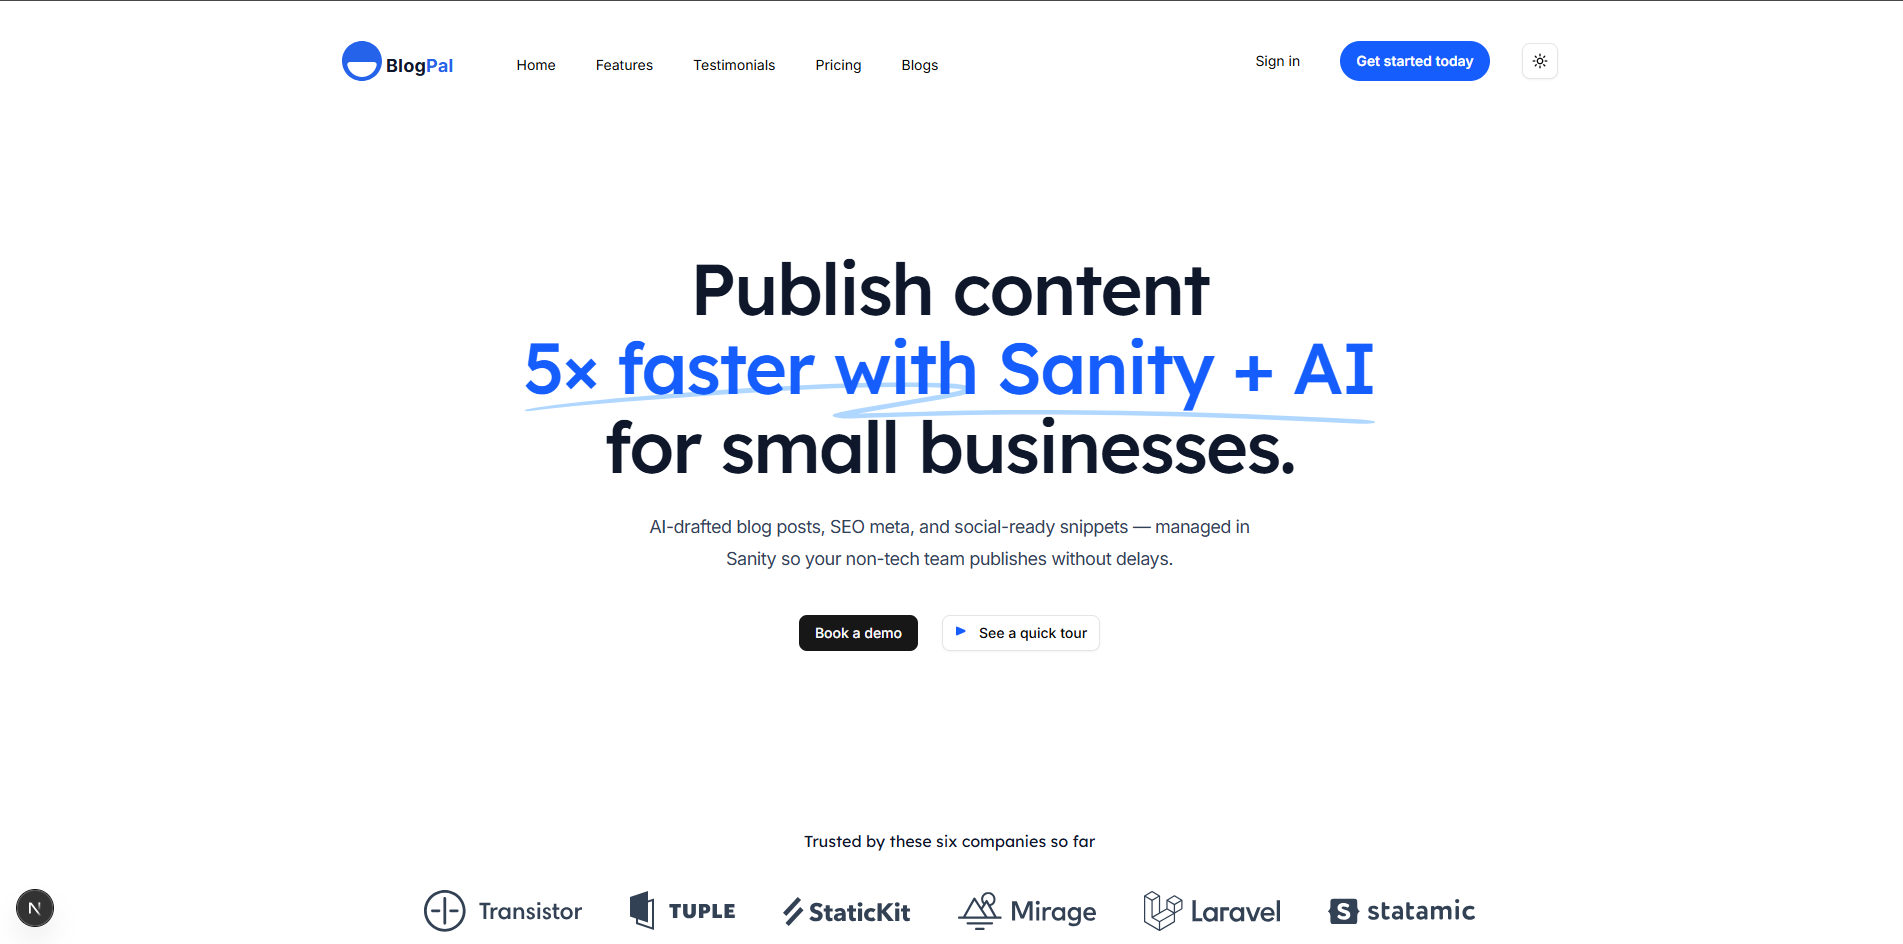 BlogPal
Home Features Testimonials Pricing Blogs Sign in Get started today
Publish content
5× faster with Sanity + AI
for small businesses.
AI-drafted blog posts, SEO meta, and social-ready snippets — managed in
Sanity so your non-tech team publishes without delays.
Book a demo See a quick tour
Trusted by these six companies so far
Transistor TUPLE StaticKit Mirage Laravel S statamic
N